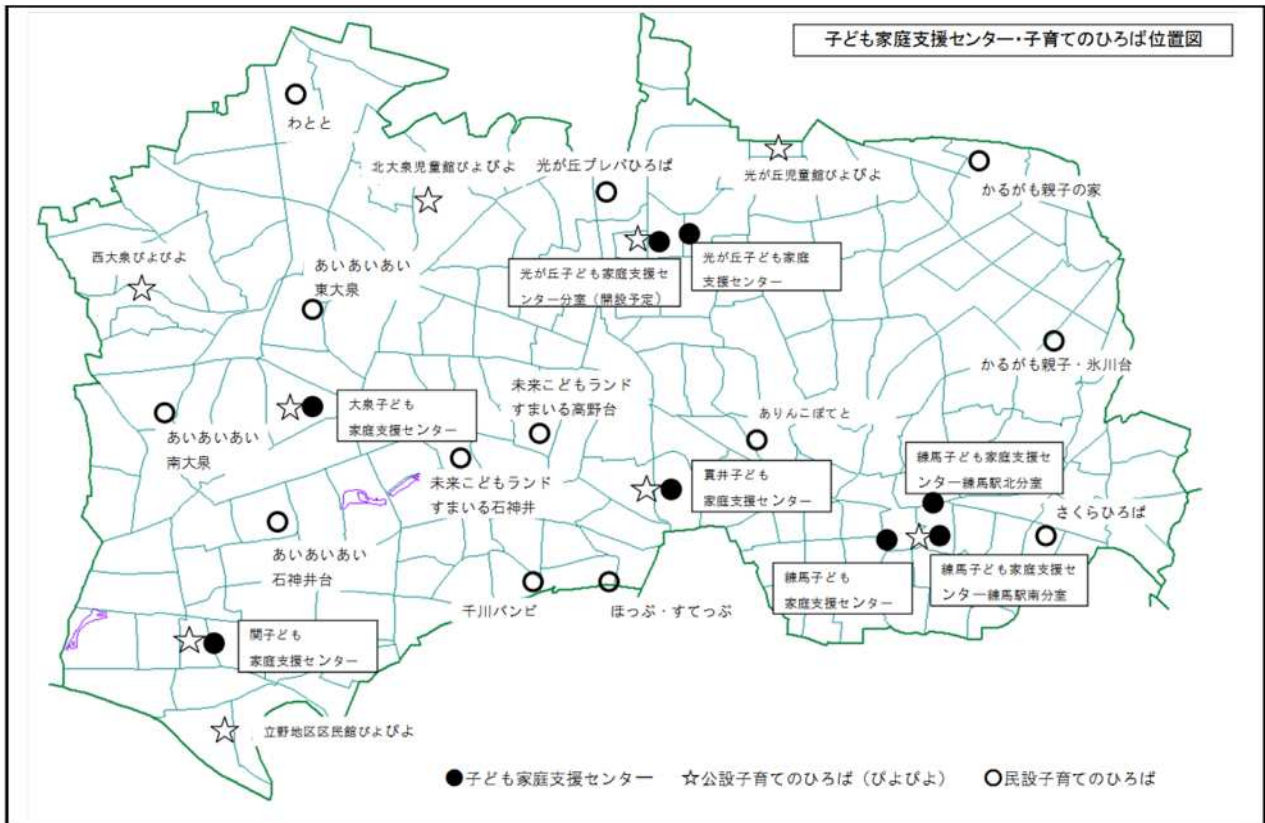 子ども家庭支援センター・子育てのひろば位置図
わとと
北大泉児童館ぴよぴよ
光が丘プレパひろば
光が丘児童館ぴよぴよ
かるがも親子の家
西大泉ぴよぴよ
あいあいあい
東大泉
光が丘子ども家庭支援セ
ンター分室（開設予定）
光が丘子ども家庭
支援センター
かるがも親子・氷川台
大泉子ども
家庭支援センター
未来こどもランド
すまいる高野台
ありんこぽてと
あいあいあい
南大泉
未来こどもランド
すまいる石神井
貫井子ども
家庭支援センター
練馬子ども家庭支援セ
ンター練馬駅北分室
さくらひろば
あいあいあい
石神井台
千川バンビ
ほっぷ・すてっぷ
練馬子ども
家庭支援センター
練馬子ども家庭支援セ
ンター練馬駅南分室
関子ども
家庭支援センター
立野地区区民館ぴよぴよ
●子ども家庭支援センター ☆公設子育てのひろば（ぴよぴよ） ○民設子育てのひろば